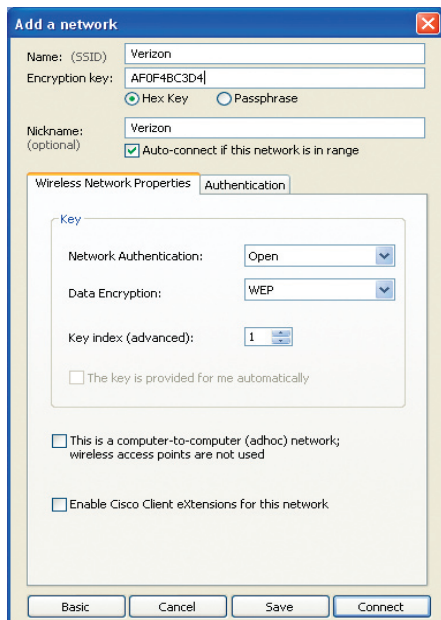 Add a network
Name: (SSID) Verizon
Encryption key: AF0F4BC3D4
Hex Key Passphrase
Nickname: Verizon
(optional) Auto-connect if this network is in range
Wireless Network Properties Authentication
Key
Network Authentication: Open
Data Encryption: WEP
Key index (advanced): 1
The key is provided for me automatically
This is a computer-to-computer (adhoc) network;
wireless access points are not used
Enable Cisco Client eXtensions for this network
Basic Cancel Save Connect